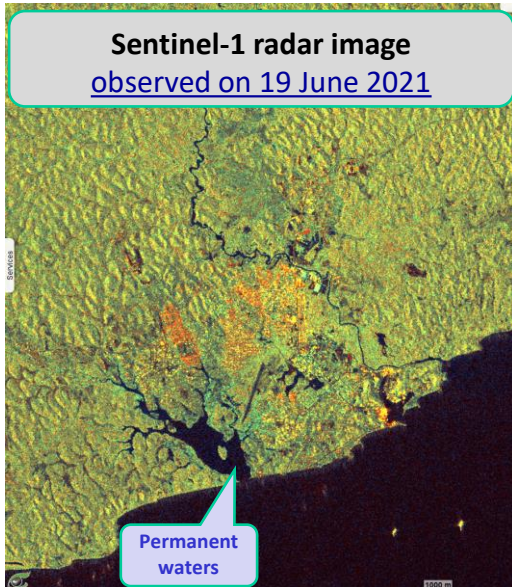 Sentinel-1 radar image
observed on 19 June 2021
Services
Permanent
waters
1000 m